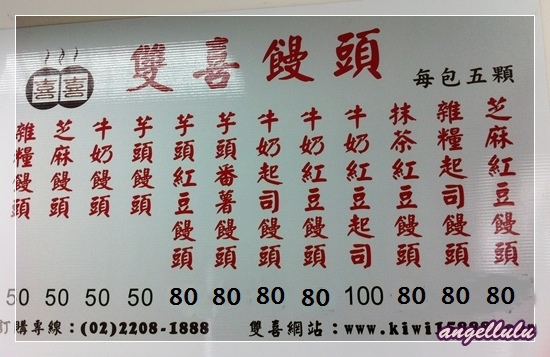 囍
雙喜饅頭
每包五顆
芝麻紅豆饅頭
雜糧起司饅頭
抹茶紅豆饅頭
牛奶紅豆起司
牛奶紅豆饅頭
牛奶起司饅頭
芋頭番薯饅頭
芋頭紅豆饅頭
芋頭饅頭
牛奶饅頭
芝麻饅頭
雜糧饅頭
50 50 50 50 80 80 80 80 100 80 80 80
訂購專線：(02)2208-1888 雙喜網站：www.kiwi
angellulu